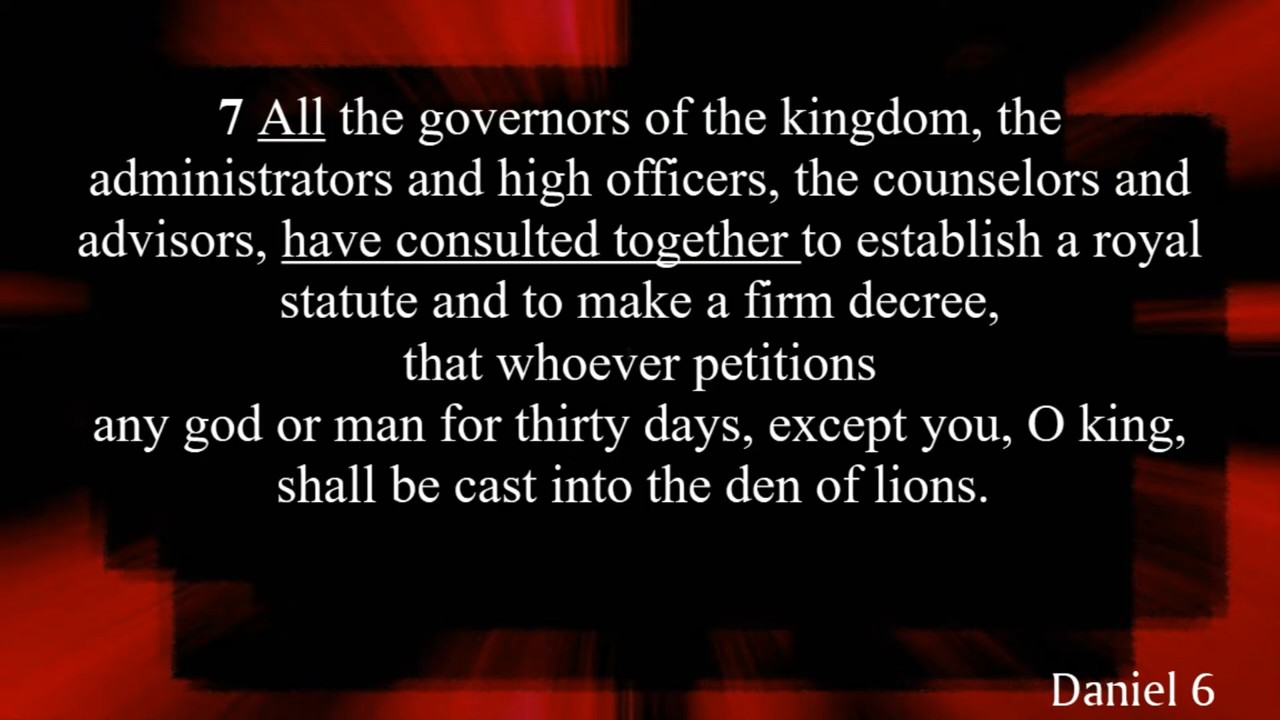 7 All the governors of the kingdom, the
administrators and high officers, the counselors and
advisors, have consulted together to establish a royal
statute and to make a firm decree,
that whoever petitions
any god or man for thirty days, except you, O king,
shall be cast into the den of lions.
Daniel 6